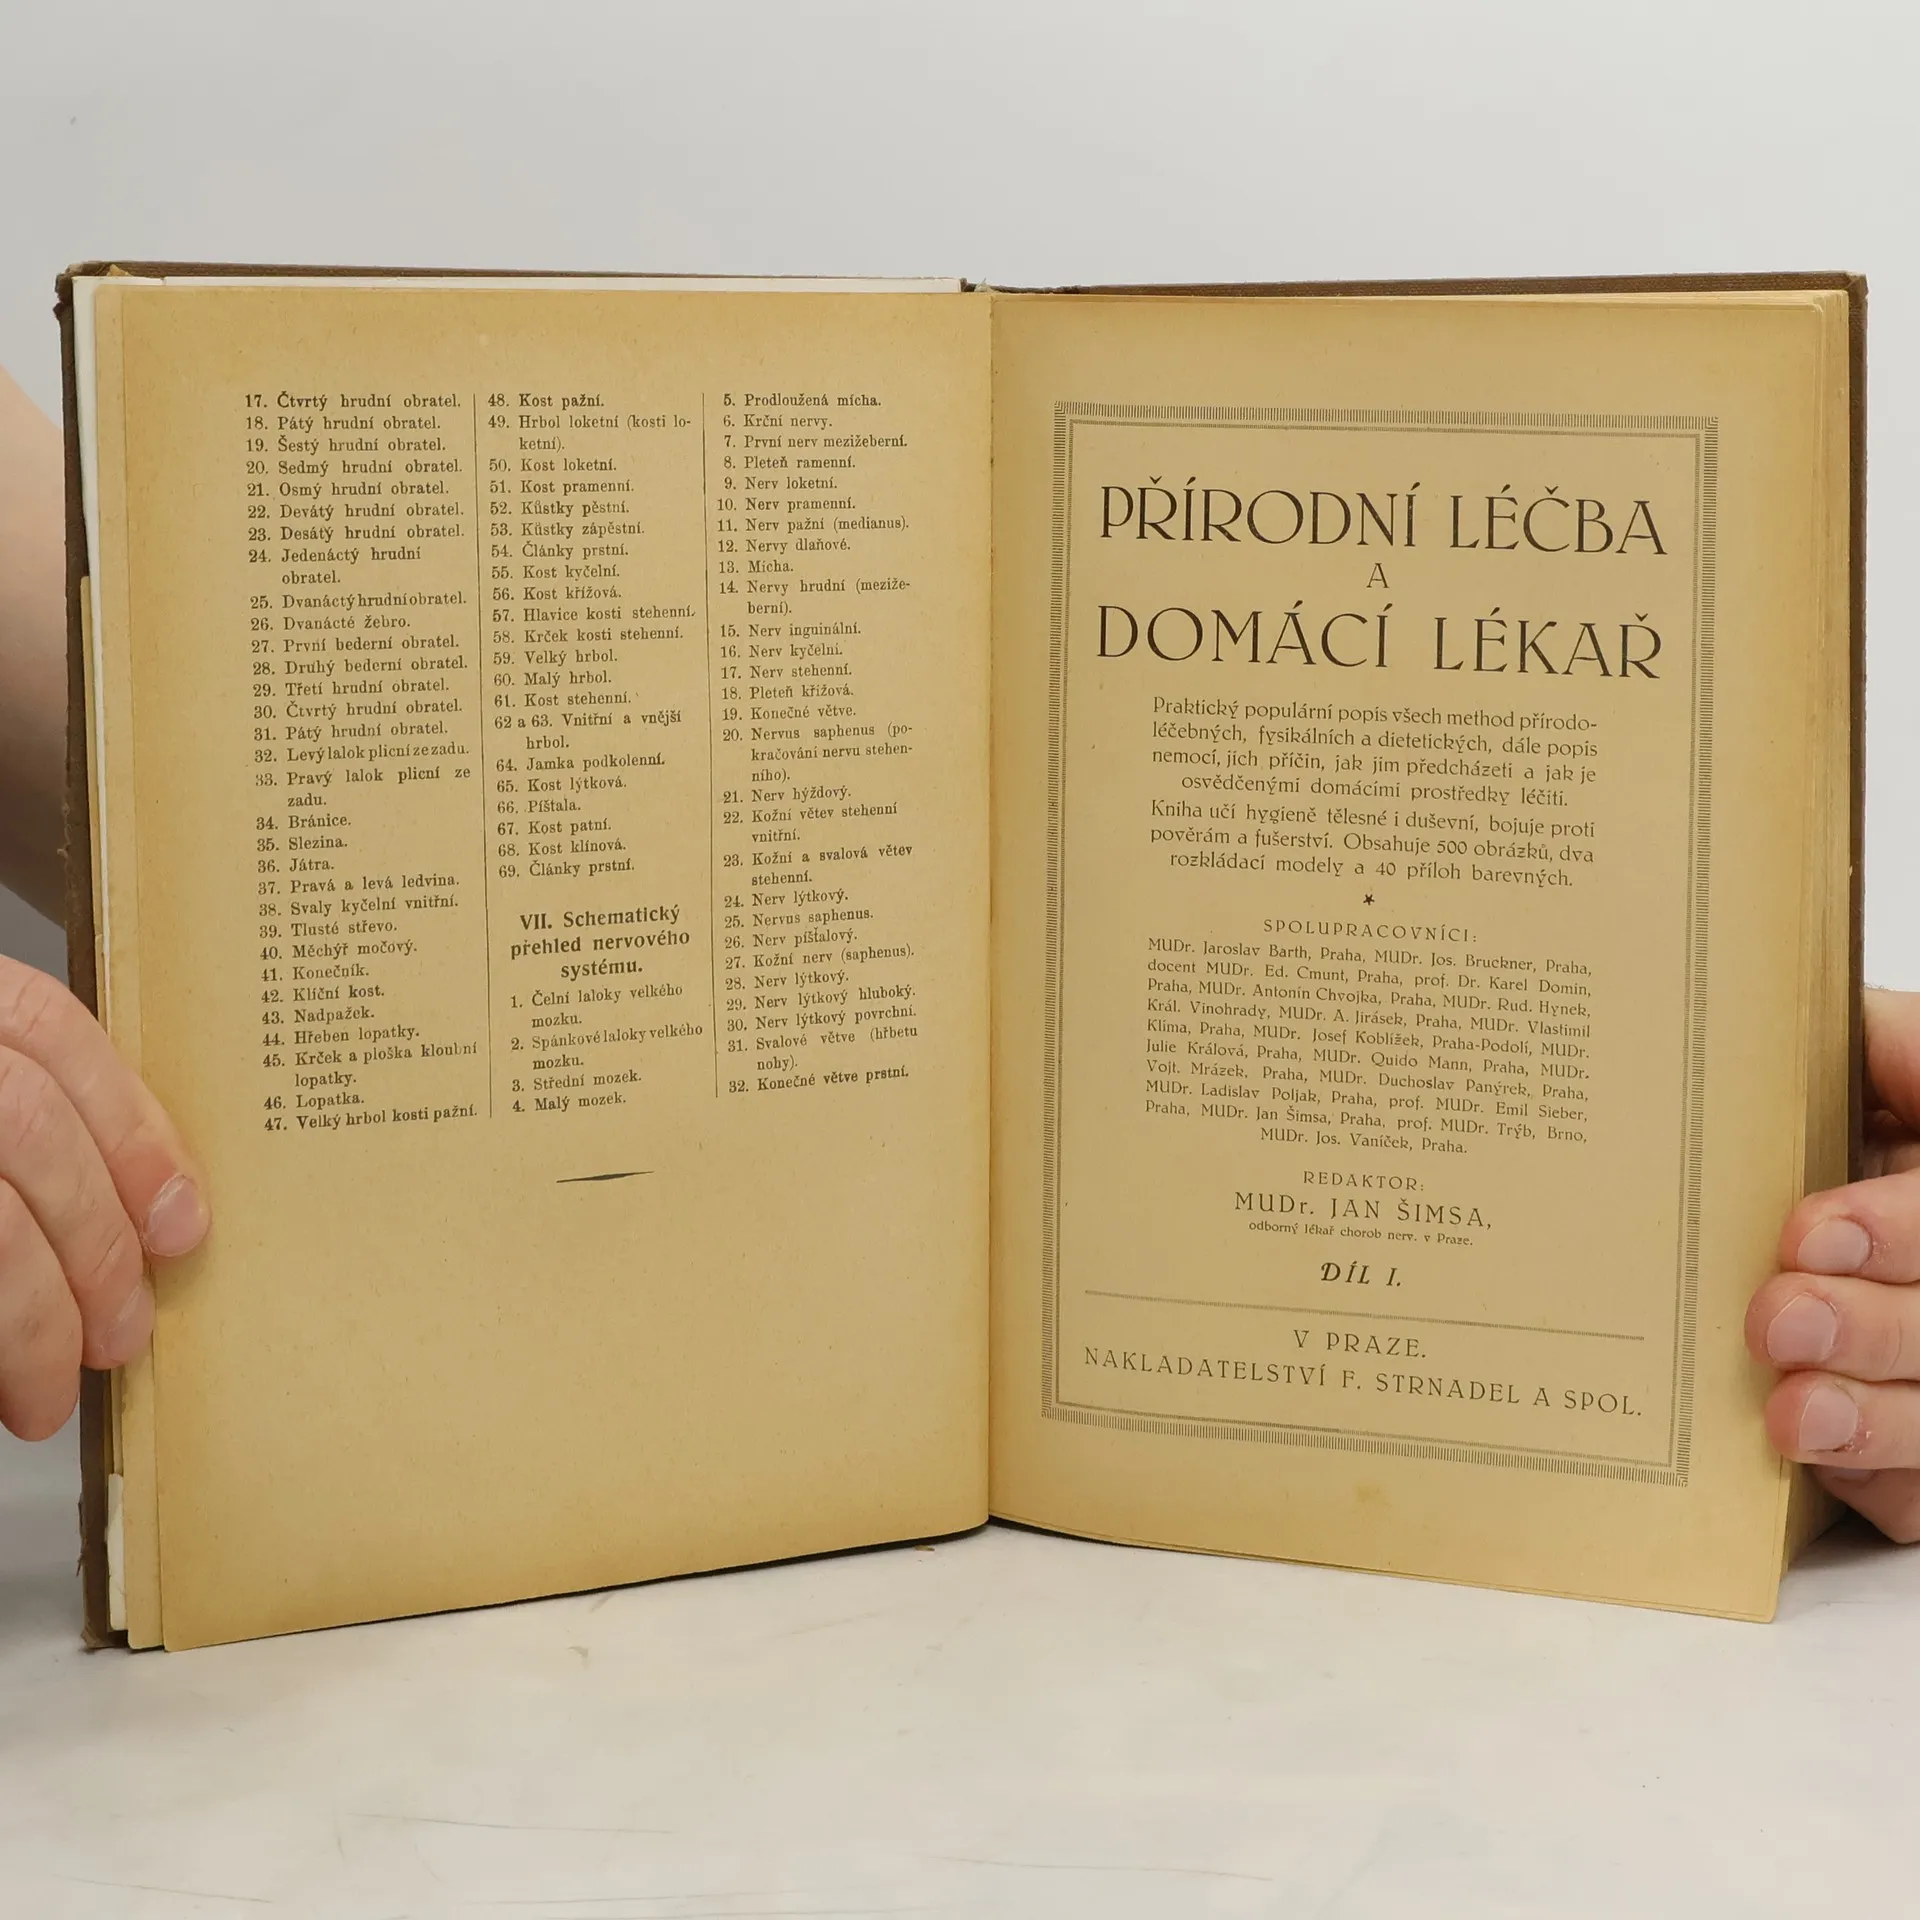 17. Čtvrtý hrudní obratel.
18. Pátý hrudní obratel.
19. Šestý hrudní obratel.
20. Sedmý hrudní obratel.
21. Osmý hrudní obratel.
22. Devátý hrudní obratel.
23. Desátý hrudní obratel.
24. Jedenáctý hrudní
obratel.
25. Dvanáctý hrudní obratel.
26. Dvanácté žebro.
27. První bederní obratel.
28. Druhý bederní obratel.
29. Třetí hrudní obratel.
30. Čtvrtý hrudní obratel.
31. Pátý hrudní obratel.
32. Levý lalok plicní ze zadu.
33. Pravý lalok plicní ze
zadu.
34. Bránice.
35. Slezina.
36. Játra.
37. Pravá a levá ledvina.
38. Svaly kyčelní vnitřní.
39. Tlusté střevo.
40. Měchýř močový.
41. Konečník.
42. Klíční kost.
43. Nadpažek.
44. Hřeben lopatky.
45. Krček a ploška kloubní
lopatky.
46. Lopatka.
47. Velký hrbol kosti pažní.
48. Kost pažní.
49. Hrbol loketní (kosti lo-
ketní).
50. Kost loketní.
51. Kost pramenní.
52. Kůstky pěstní.
53. Kůstky zápěstní.
54. Články prstní.
55. Kost kyčelní.
56. Kost křížová.
57. Hlavice kosti stehenní.
58. Krček kosti stehenní.
59. Velký hrbol.
60. Malý hrbol.
61. Kost stehenní.
62 a 63. Vnitřní a vnější
hrbol.
64. Jamka podkolenní.
65. Kost lýtková.
66. Píštala.
67. Kost patní.
68. Kost klínová.
69. Články prstní.
VII. Schematický
přehled nervového
systému.
1. Čelní laloky velkého
mozku.
2. Spánkové laloky velkého
mozku.
3. Střední mozek.
4. Malý mozek.
5. Prodloužená mícha.
6. Krční nervy.
7. První nerv mezižeberní.
8. Pleteň ramenní.
9. Nerv loketní.
10. Nerv pramenní.
11. Nerv pažní (medianus).
12. Nervy dlaňové.
13. Mícha.
14. Nervy hrudní (meziže-
berní).
15. Nerv inguinální.
16. Nerv kyčelní.
17. Nerv stehenní.
18. Pleteň křížová.
19. Konečné větve.
20. Nervus saphenus (po-
kračování nervu stehen-
ního).
21. Nerv hýždový.
22. Kožní větev stehenní
vnitřní.
23. Kožní a svalová větev
stehenní.
24. Nerv lýtkový.
25. Nervus saphenus.
26. Nerv píšťalový.
27. Kožní nerv (saphenus).
28. Nerv lýtkový.
29. Nerv lýtkový hluboký.
30. Nerv lýtkový povrchní.
31. Svalové větve (hřbetu
nohy).
32. Konečné větve prstní.
PŘÍRODNÍ LÉČBA
A
DOMÁCÍ LÉKAŘ
Praktický populární popis všech method přírodo-
léčebných, fysikálních a dietetických, dále popis
nemocí, jich příčin, jak jim předcházeti a jak je
osvědčenými domácími prostředky léčiti.
Kniha učí hygieně tělesné i duševní, bojuje proti
pověrám a fušerství. Obsahuje 500 obrázků, dva
rozkládací modely a 40 příloh barevných.
★
SPOLUPRACOVNÍCI:
MUDr. Jaroslav Barth, Praha, MUDr. Jos. Bruckner, Praha,
docent MUDr. Ed. Cmunt, Praha, prof. Dr. Karel Domin,
Praha, MUDr. Antonín Chvojka, Praha, MUDr. Rud. Hynek,
Král. Vinohrady, MUDr. A. Jirásek, Praha, MUDr. Vlastimil
Klíma, Praha, MUDr. Josef Koblížek, Praha-Podolí, MUDr.
Julie Králová, Praha, MUDr. Quido Mann, Praha, MUDr.
Vojt. Mrázek, Praha, MUDr. Duchoslav Panýrek, Praha,
MUDr. Ladislav Poljak, Praha, prof. MUDr. Emil Sieber,
Praha, MUDr. Jan Šimsa, Praha, prof. MUDr. Trýb, Brno,
MUDr. Jos. Vaníček, Praha.
REDAKTOR:
MUDr. JAN ŠIMSA,
odborný lékař chorob nerv. v Praze.
DÍL I.
V PRAZE.
NAKLADATELSTVÍ F. STRNADEL A SPOL.